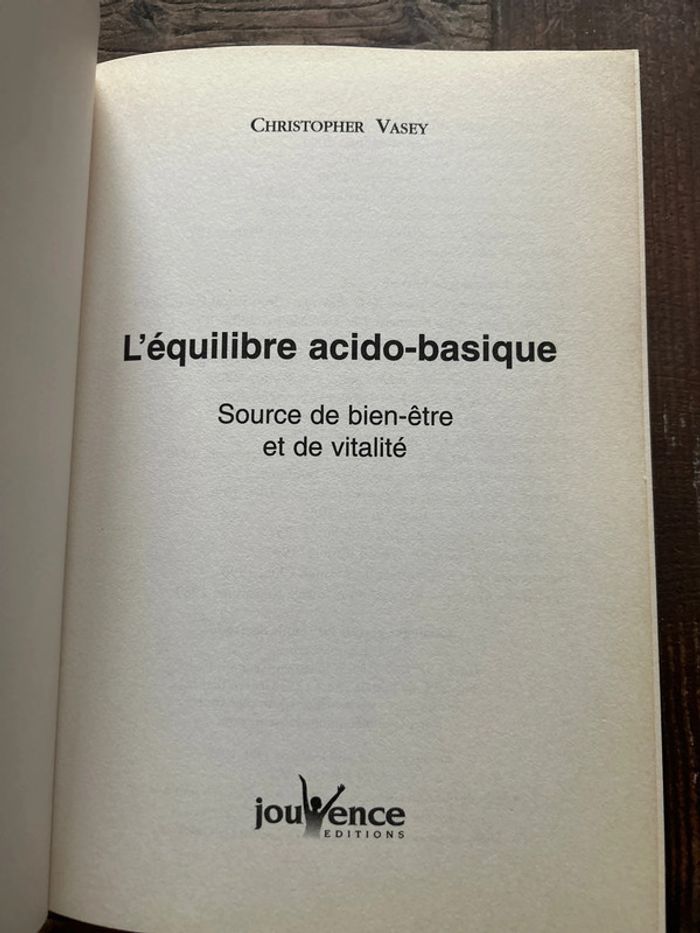 CHRISTOPHER VASEY
L'équilibre acido-basique
Source de bien-être
et de vitalité
jouvence
EDITIONS